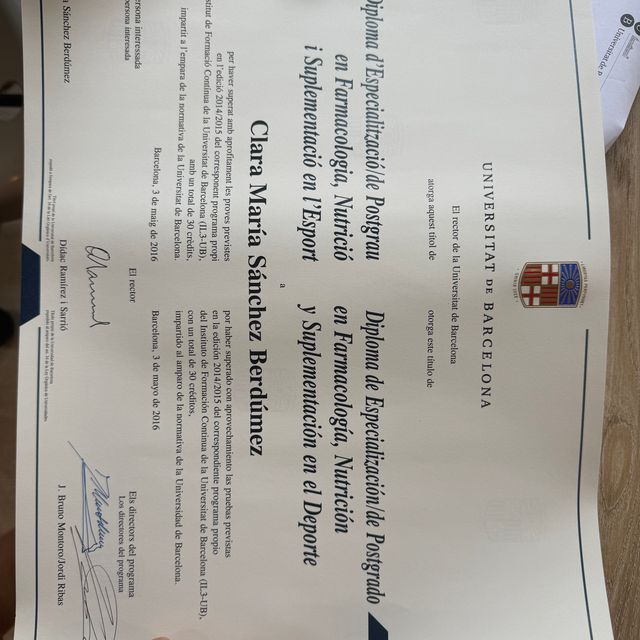 UNIVERSITAT DE BARCELONA
El rector de la Universitat de Barcelona
atorga aquest títol de
otorga este título de
Diploma d'Especialització/de Postgrau
en Farmacologia, Nutrició
i Suplementació en l'Esport
Diploma de Especialización/de Postgrado
en Farmacología, Nutrición
y Suplementación en el Deporte
a
Clara María Sánchez Berdúmez
per haver superat amb aprofitament les proves previstes
en l'edició 2014/2015 del corresponent programa propi
de Formació Contínua de la Universitat de Barcelona (IL3-UB),
amb un total de 30 crèdits,
impartit a l'empara de la normativa de la Universitat de Barcelona.
Barcelona, 3 de maig de 2016
por haber superado con aprovechamiento las pruebas previstas
en la edición 2014/2015 del correspondiente programa propio
del Instituto de Formación Continua de la Universitat de Barcelona (IL3-UB),
con un total de 30 créditos,
impartido al amparo de la normativa de la Universidad de Barcelona.
Barcelona, 3 de mayo de 2016
persona interessada
persona interesada
Sánchez Berdúmez
El rector
Dídac Ramírez i Sarrió
Els directors del programa
Los directores del programa
J. Bruno Montoro/Jordi Ribas
B Universitat de